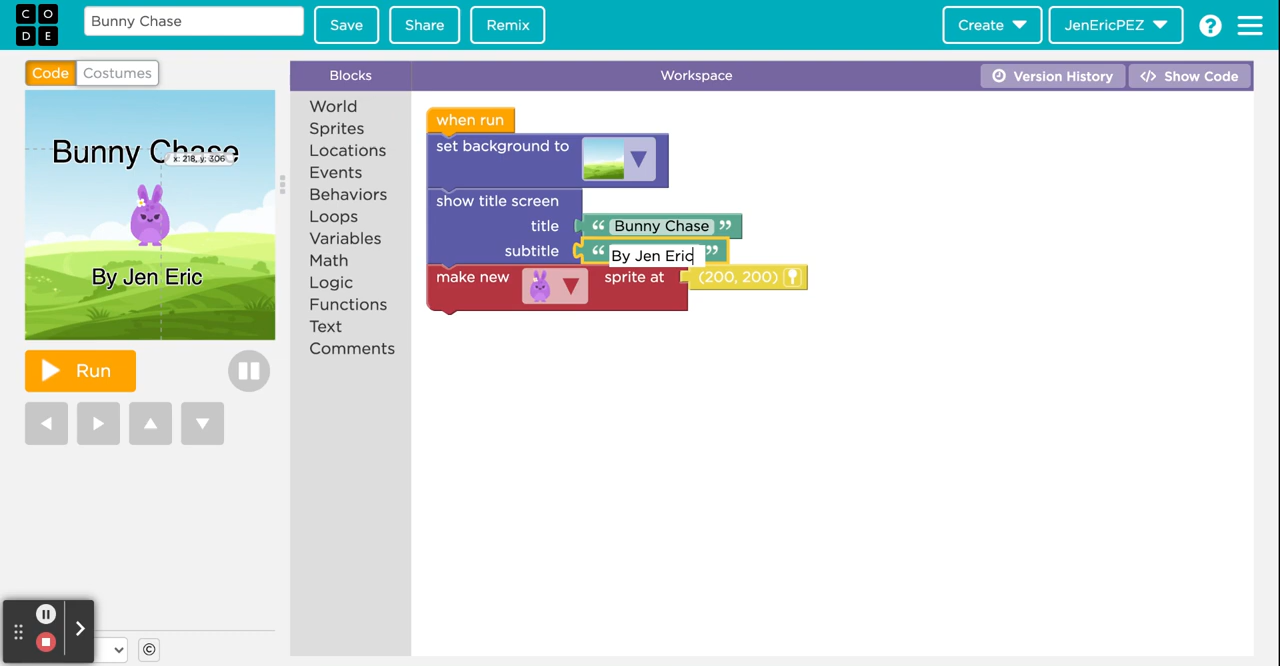 C O
D E
Bunny Chase
Save
Share
Remix
Create
JenEricPEZ
?
Code
Costumes
Blocks
Workspace
Version History
</> Show Code
Bunny Chase
x: 218, y: 306
By Jen Eric
Run
World
Sprites
Locations
Events
Behaviors
Loops
Variables
Math
Logic
Functions
Text
Comments
when run
set background to
show title screen
title “ Bunny Chase ”
subtitle “ By Jen Eric ”
make new sprite at (200, 200)
©